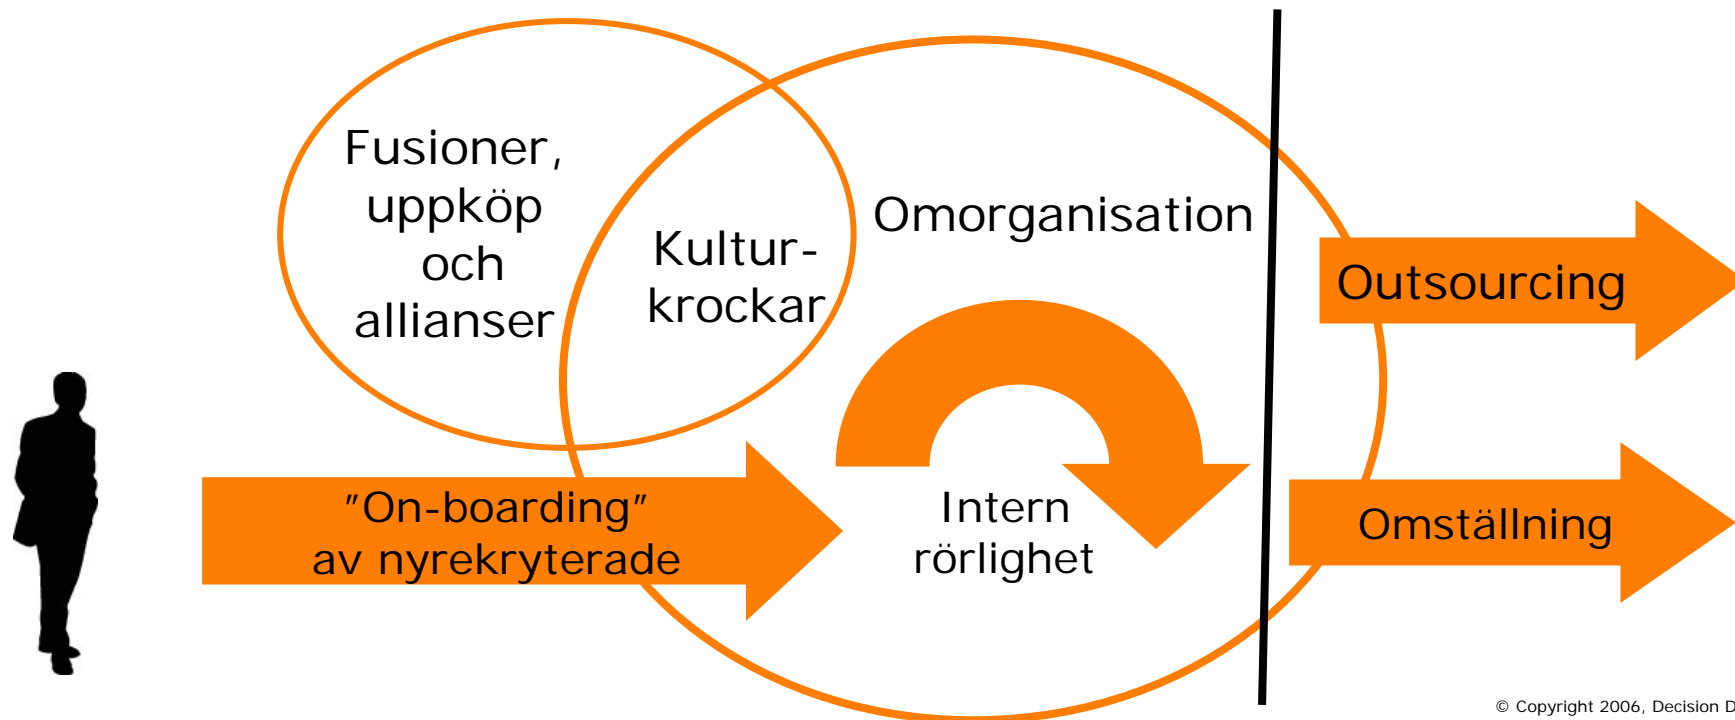 Fusioner,
uppköp
och
allianser
Kultur-
krockar
Omorganisation
Outsourcing
"On-boarding"
av nyrekryterade
Intern
rörlighet
Omställning
© Copyright 2006, Decision D